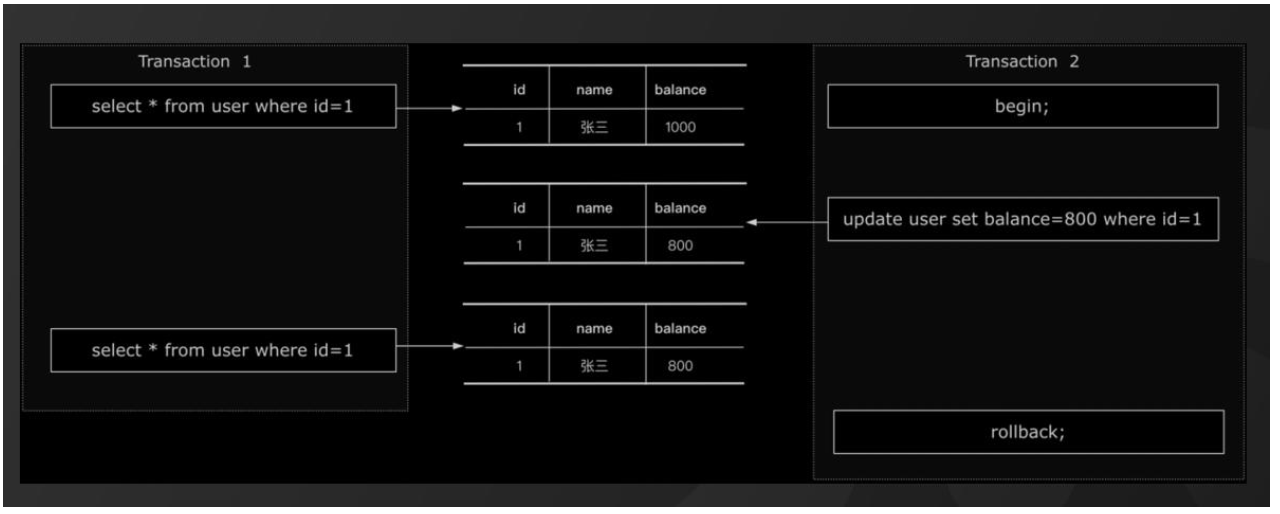 Transaction 1
Transaction 2
select * from user where id=1
id name balance
1 张三 1000
begin;
id name balance
1 张三 800
update user set balance=800 where id=1
select * from user where id=1
id name balance
1 张三 800
rollback;